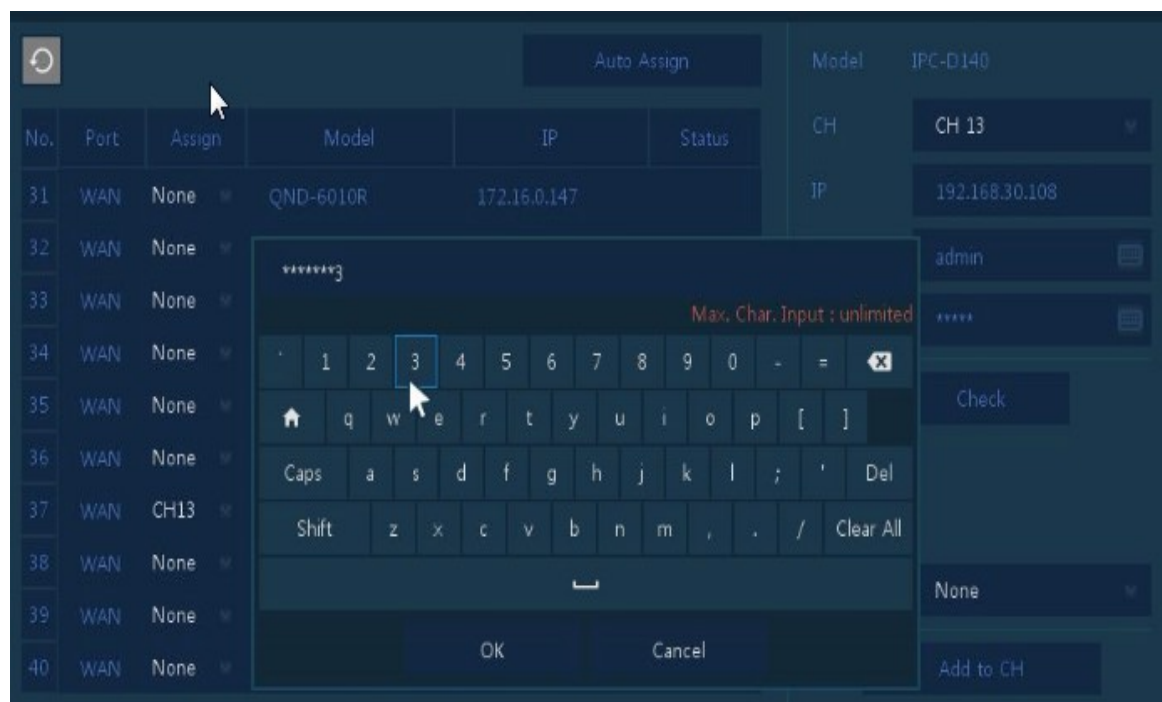 Auto Assign
Model IPC-D140
No. Port Assign Model IP Status
CH CH 13
31 WAN None QND-6010R 172.16.0.147
IP 192.168.30.108
32 WAN None
admin
*******3
33 WAN None
Max. Char. Input : unlimited
*****
34 WAN None
` 1 2 3 4 5 6 7 8 9 0 - =
35 WAN None
q w e r t y u i o p [ ]
Check
36 WAN None
Caps a s d f g h j k l ; ' Del
37 WAN CH13
Shift z x c v b n m , . / Clear All
38 WAN None
None
39 WAN None
OK Cancel
40 WAN None
Add to CH